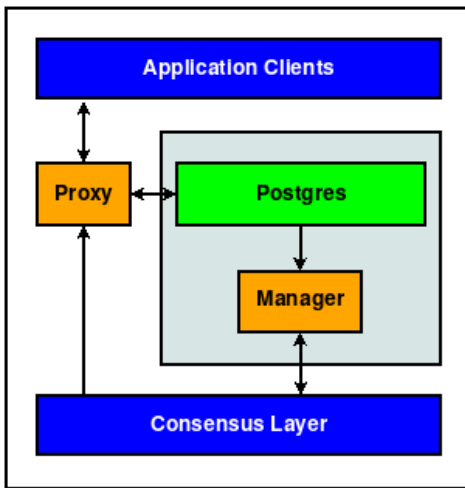 Application Clients
Proxy
Postgres
Manager
Consensus Layer